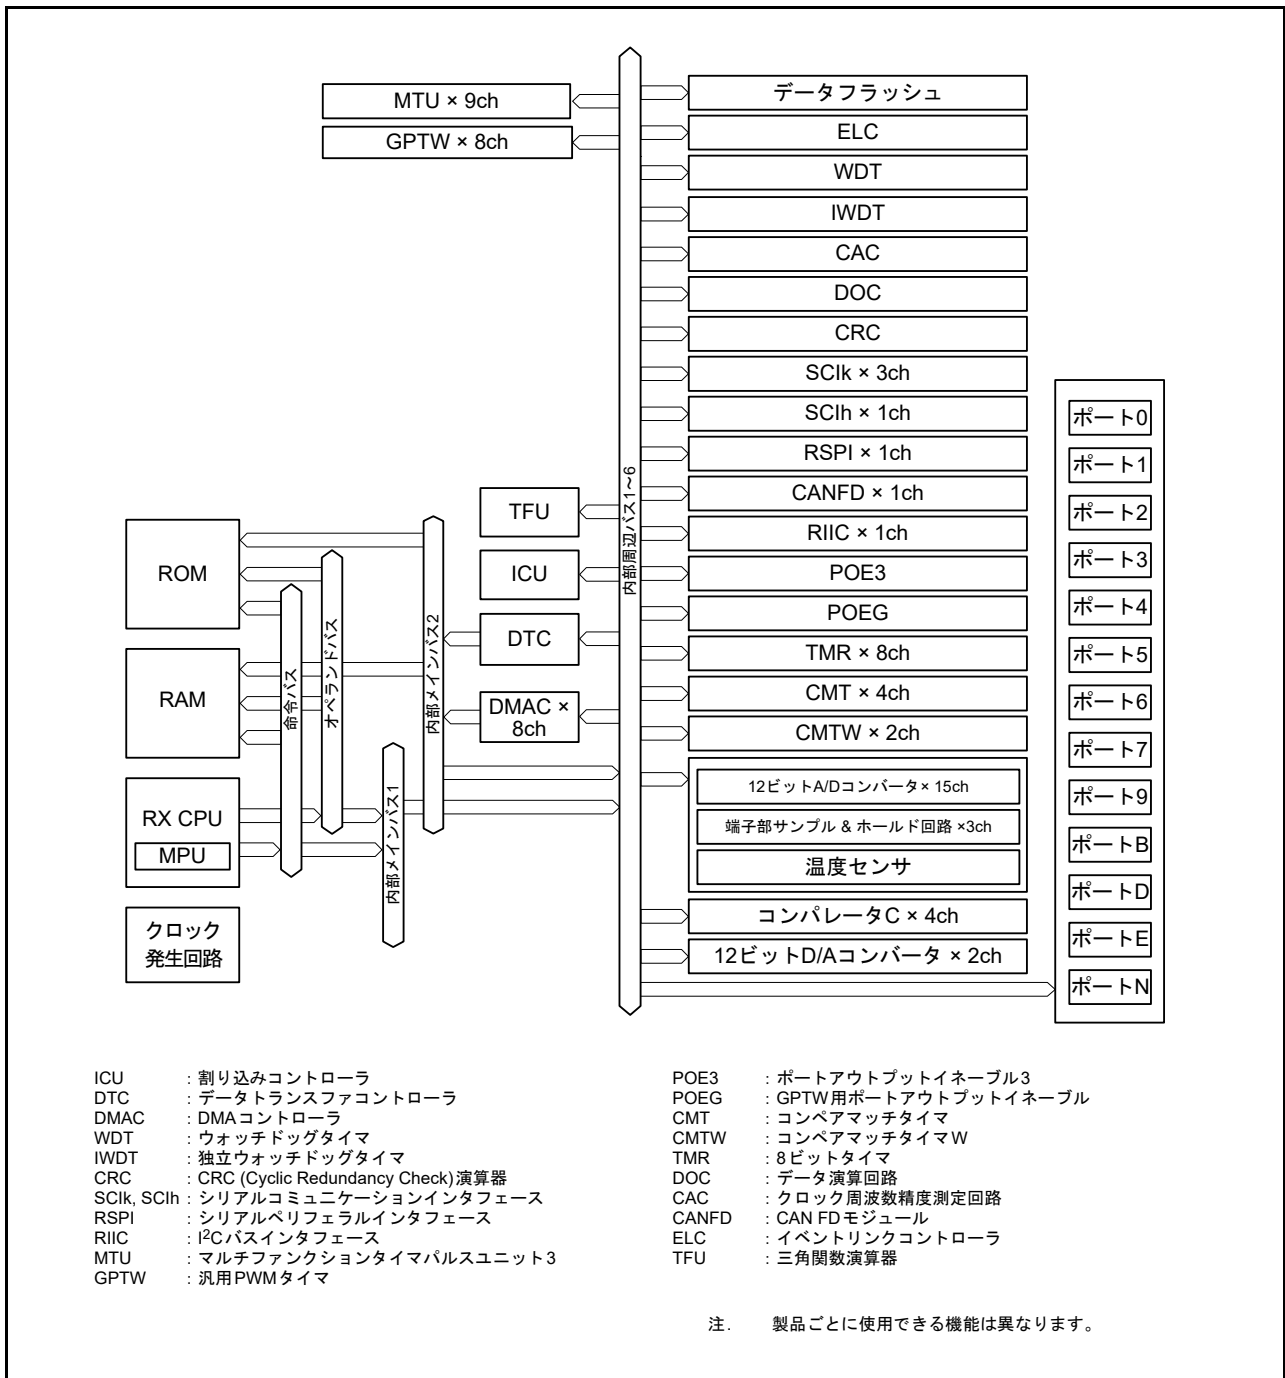 MTU × 9ch
GPTW × 8ch
データフラッシュ
ELC
WDT
IWDT
CAC
DOC
CRC
SCIk × 3ch
SCIh × 1ch
RSPI × 1ch
CANFD × 1ch
RIIC × 1ch
POE3
POEG
TMR × 8ch
CMT × 4ch
CMTW × 2ch
12ビットA/Dコンバータ× 15ch
端子部サンプル & ホールド回路 ×3ch
温度センサ
コンパレータC × 4ch
12ビットD/Aコンバータ × 2ch
ポート0
ポート1
ポート2
ポート3
ポート4
ポート5
ポート6
ポート7
ポート9
ポートB
ポートD
ポートE
ポートN
内部周辺バス1~6
TFU
ICU
DTC
DMAC ×
8ch
内部メインバス2
オペランドバス
命令バス
内部メインバス1
ROM
RAM
RX CPU
MPU
クロック
発生回路
ICU : 割り込みコントローラ
DTC : データトランスファコントローラ
DMAC : DMAコントローラ
WDT : ウォッチドッグタイマ
IWDT : 独立ウォッチドッグタイマ
CRC : CRC (Cyclic Redundancy Check)演算器
SCIk, SCIh : シリアルコミュニケーションインタフェース
RSPI : シリアルペリフェラルインタフェース
RIIC : I2Cバスインタフェース
MTU : マルチファンクションタイマパルスユニット3
GPTW : 汎用PWMタイマ
POE3 : ポートアウトプットイネーブル3
POEG : GPTW用ポートアウトプットイネーブル
CMT : コンペアマッチタイマ
CMTW : コンペアマッチタイマW
TMR : 8ビットタイマ
DOC : データ演算回路
CAC : クロック周波数精度測定回路
CANFD : CAN FDモジュール
ELC : イベントリンクコントローラ
TFU : 三角関数演算器
注. 製品ごとに使用できる機能は異なります。